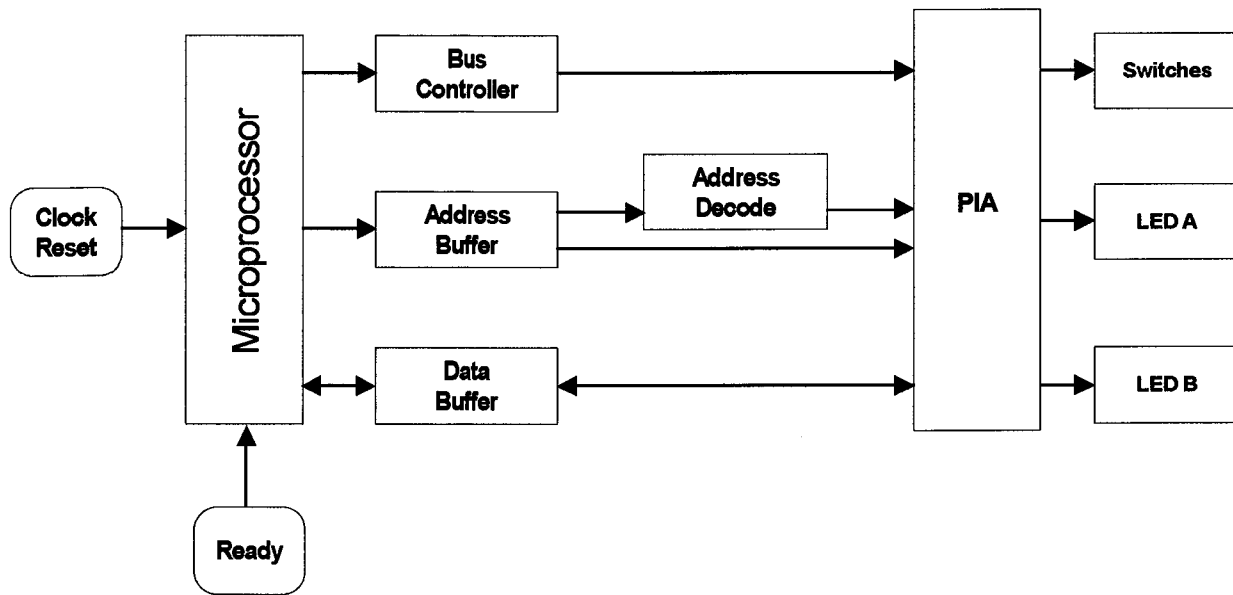 Bus
Controller
Switches
Microprocessor
Address
Decode
Clock
Reset
Address
Buffer
PIA
LED A
Data
Buffer
LED B
Ready